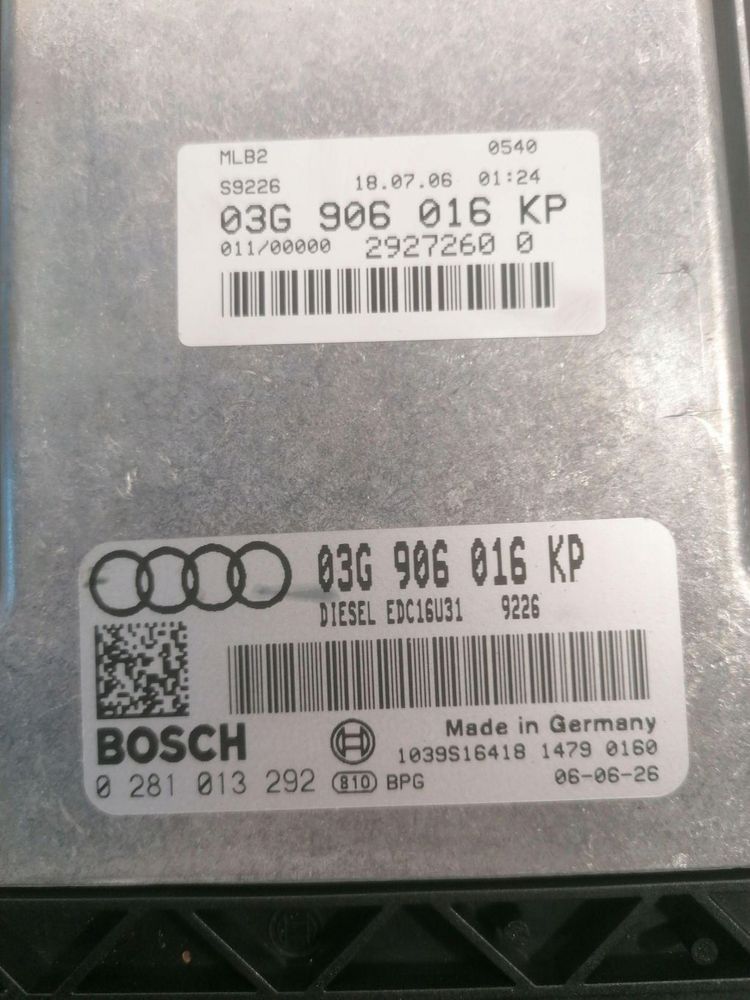 MLB2 0540
S9226 18.07.06 01:24
03G 906 016 KP
011/00000 2927260 0
03G 906 016 KP
DIESEL EDC16U31 9226
BOSCH
Made in Germany
1039S16418 1479 0160
0 281 013 292 810 BPG 06-06-26